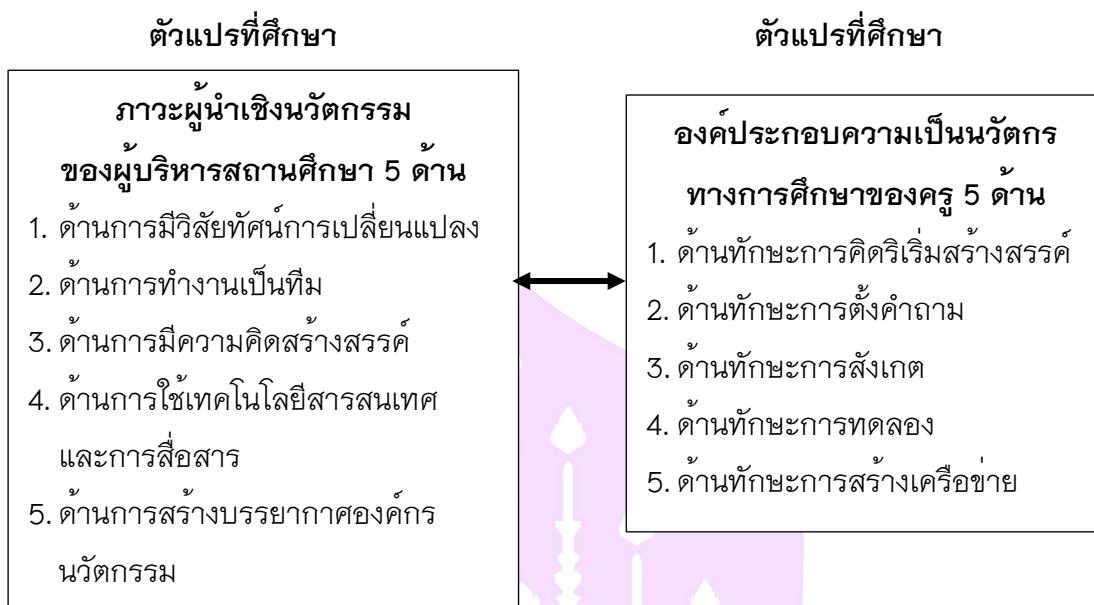 ตัวแปรที่ศึกษา
ภาวะผู้นำเชิงนวัตกรรม
ของผู้บริหารสถานศึกษา 5 ด้าน
1. ด้านการมีวิสัยทัศน์การเปลี่ยนแปลง
2. ด้านการทำงานเป็นทีม
3. ด้านการมีความคิดสร้างสรรค์
4. ด้านการใช้เทคโนโลยีสารสนเทศ
และการสื่อสาร
5. ด้านการสร้างบรรยากาศองค์กร
นวัตกรรม
ตัวแปรที่ศึกษา
องค์ประกอบความเป็นนวัตกร
ทางการศึกษาของครู 5 ด้าน
1. ด้านทักษะการคิดริเริ่มสร้างสรรค์
2. ด้านทักษะการตั้งคำถาม
3. ด้านทักษะการสังเกต
4. ด้านทักษะการทดลอง
5. ด้านทักษะการสร้างเครือข่าย